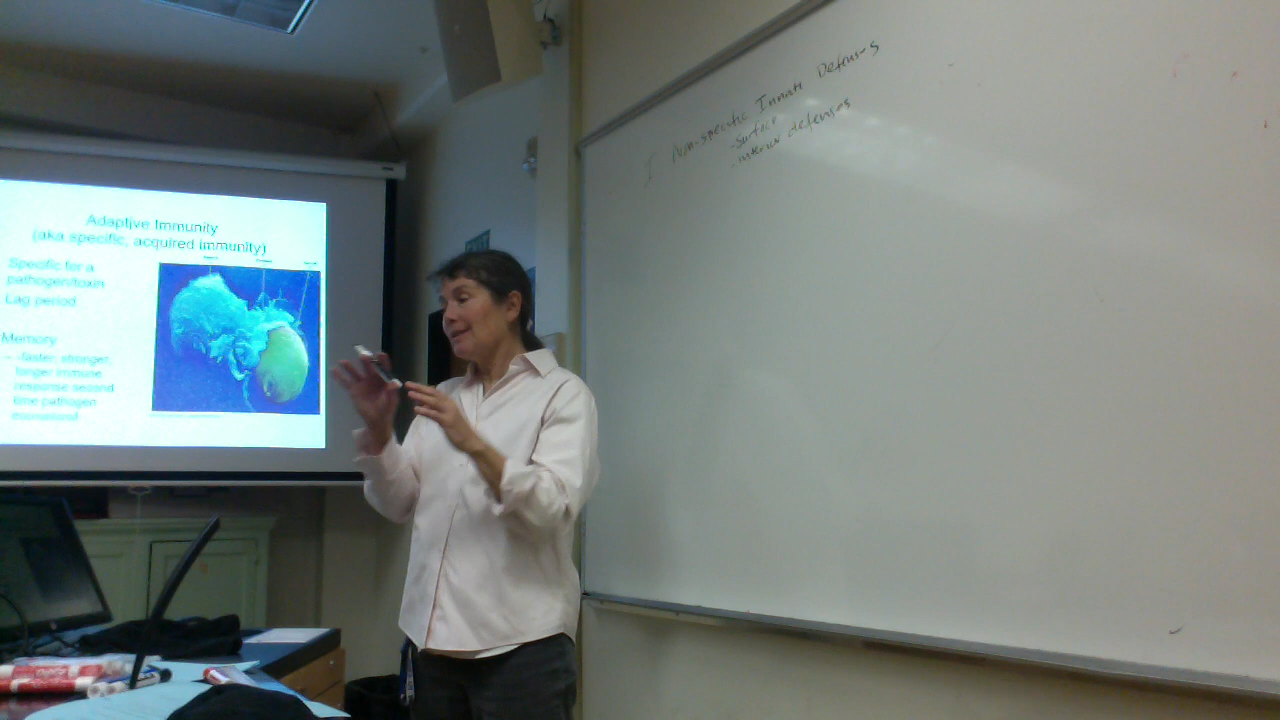 Adaptive Immunity
(aka specific, acquired immunity)
Specific for a
pathogen/toxin
Lag period
Memory
– -faster, stronger,
longer immune
response second
time pathogen
encountered
I Non-specific Innate Defenses
-Surface
-interior defenses